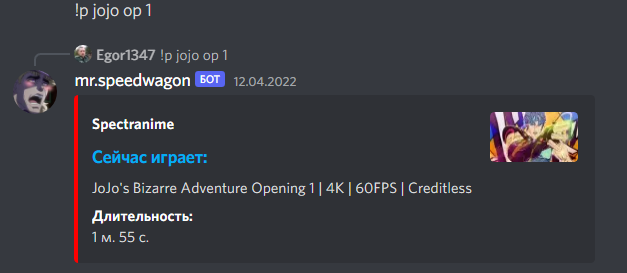 !p jojo op 1
Egor1347 !p jojo op 1
mr.speedwagon БОТ 12.04.2022
Spectranime
Сейчас играет:
JoJo's Bizarre Adventure Opening 1 | 4K | 60FPS | Creditless
Длительность:
1 м. 55 с.